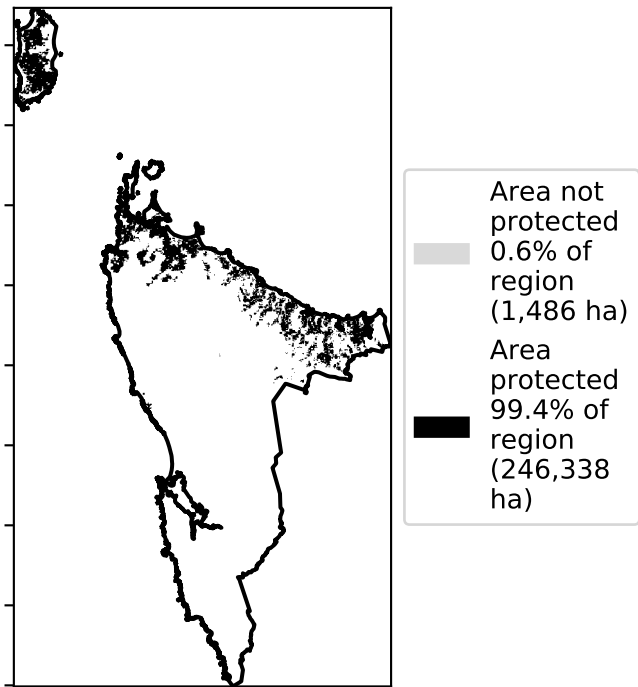 Area not
protected
0.6% of
region
(1,486 ha)
Area
protected
99.4% of
region
(246,338
ha)